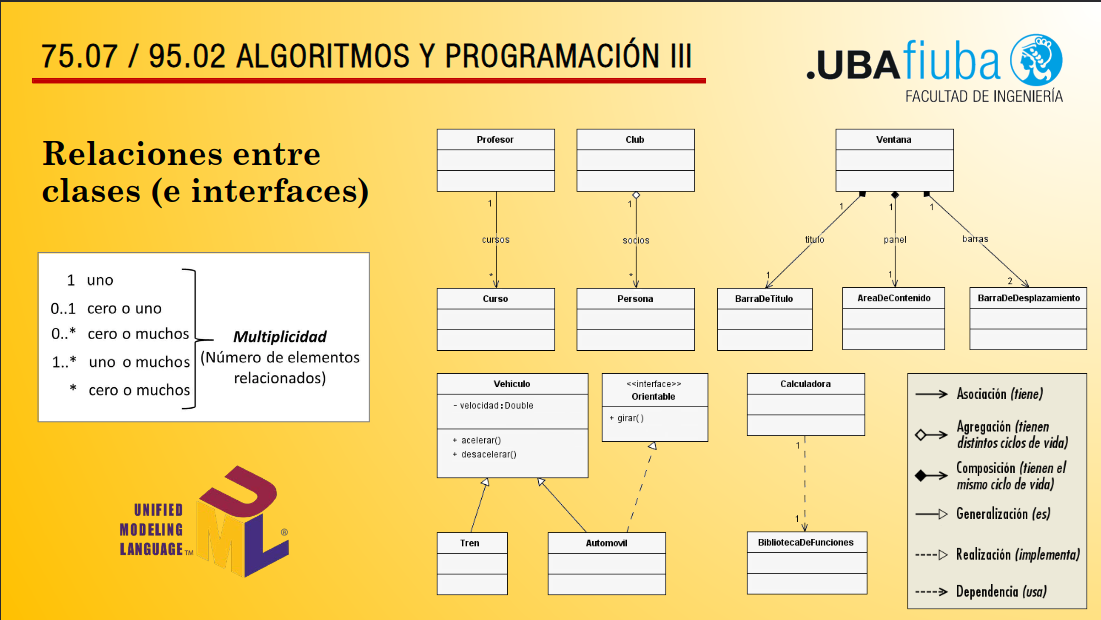 75.07 / 95.02 ALGORITMOS Y PROGRAMACIÓN III
.UBAfiuba
FACULTAD DE INGENIERÍA
Relaciones entre
clases (e interfaces)
1 uno
0..1 cero o uno
0..* cero o muchos
1..* uno o muchos
* cero o muchos
Multiplicidad
(Número de elementos
relacionados)
UNIFIED
MODELING
LANGUAGE™
UML®
Profesor
1
cursos
*
Curso
Club
1
socios
*
Persona
Ventana
1
1
1
titulo
panel
barras
1
1
2
BarraDeTitulo
AreaDeContenido
BarraDeDesplazamiento
Vehiculo
- velocidad : Double
+ acelerar()
+ desacelerar()
<<interface>>
Orientable
+ girar( )
Tren
Automovil
Calculadora
1
1
BibliotecaDeFunciones
Asociación (tiene)
Agregación (tienen
distintos ciclos de vida)
Composición (tienen el
mismo ciclo de vida)
Generalización (es)
Realización (implementa)
Dependencia (usa)